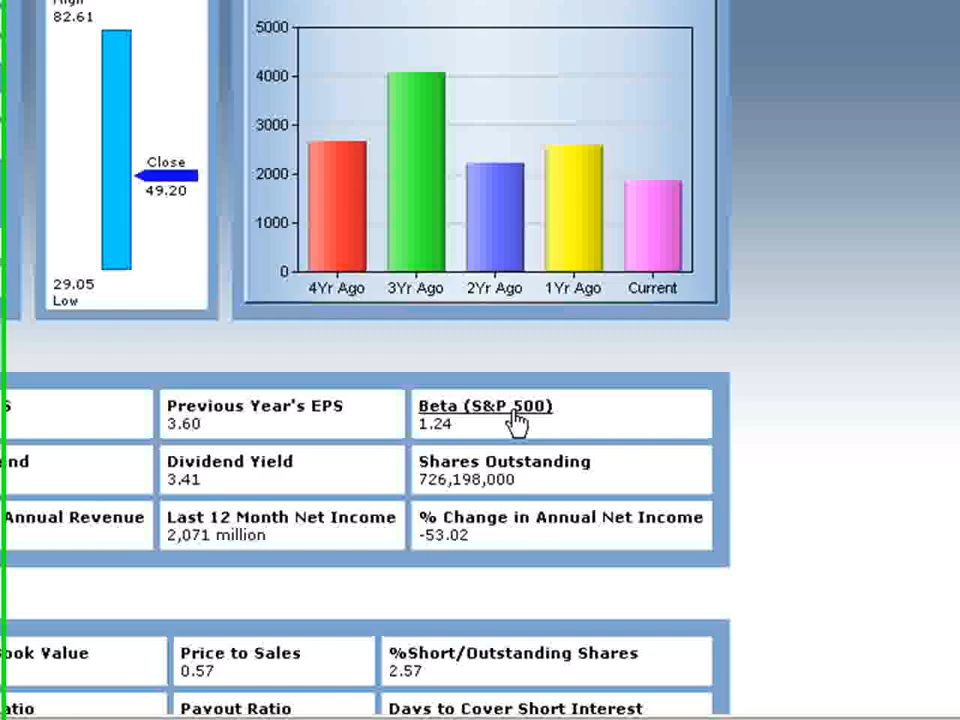 High
82.61
Close
49.20
29.05
Low
5000
4000
3000
2000
1000
0
4Yr Ago 3Yr Ago 2Yr Ago 1Yr Ago Current
Previous Year's EPS
3.60
Beta (S&P 500)
1.24
Dividend Yield
3.41
Shares Outstanding
726,198,000
Annual Revenue
Last 12 Month Net Income
2,071 million
% Change in Annual Net Income
-53.02
Book Value
Price to Sales
0.57
%Short/Outstanding Shares
2.57
Payout Ratio
Days to Cover Short Interest